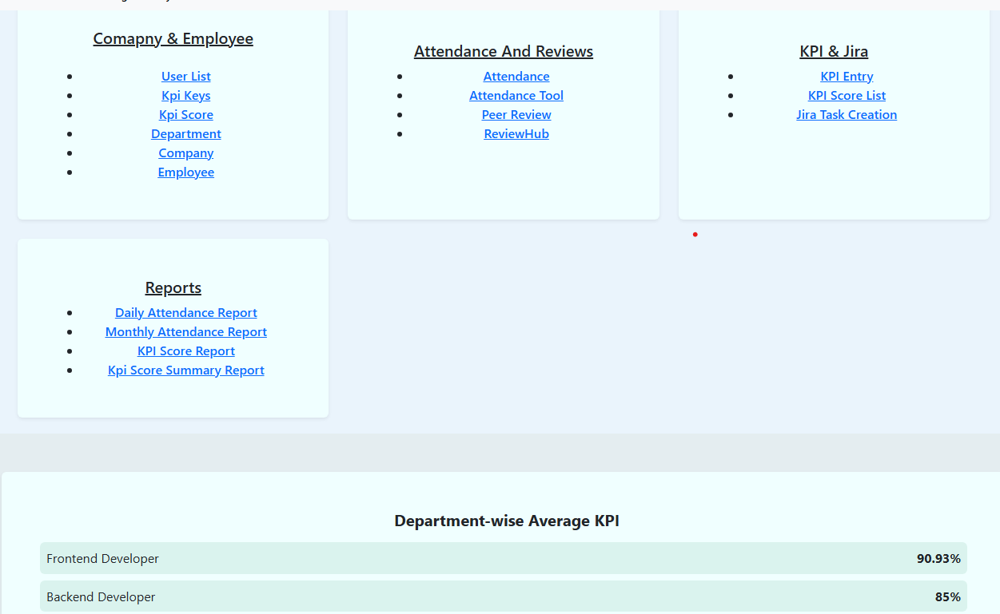 Comapny & Employee
User List
Kpi Keys
Kpi Score
Department
Company
Employee
Attendance And Reviews
Attendance
Attendance Tool
Peer Review
ReviewHub
KPI & Jira
KPI Entry
KPI Score List
Jira Task Creation
Reports
Daily Attendance Report
Monthly Attendance Report
KPI Score Report
Kpi Score Summary Report
Department-wise Average KPI
Frontend Developer 90.93%
Backend Developer 85%